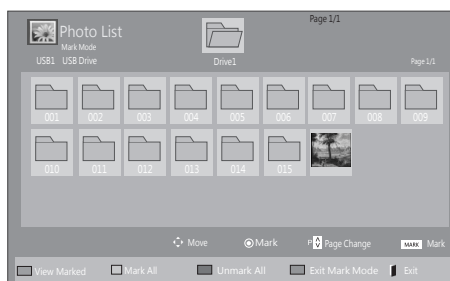 Page 1/1
Photo List
Mark Mode
USB1 USB Drive
Drive1
Page 1/1
001 002 003 004 005 006 007 008 009
010 011 012 013 014 015
Move Mark P Page Change MARK Mark
View Marked Mark All Unmark All Exit Mark Mode Exit